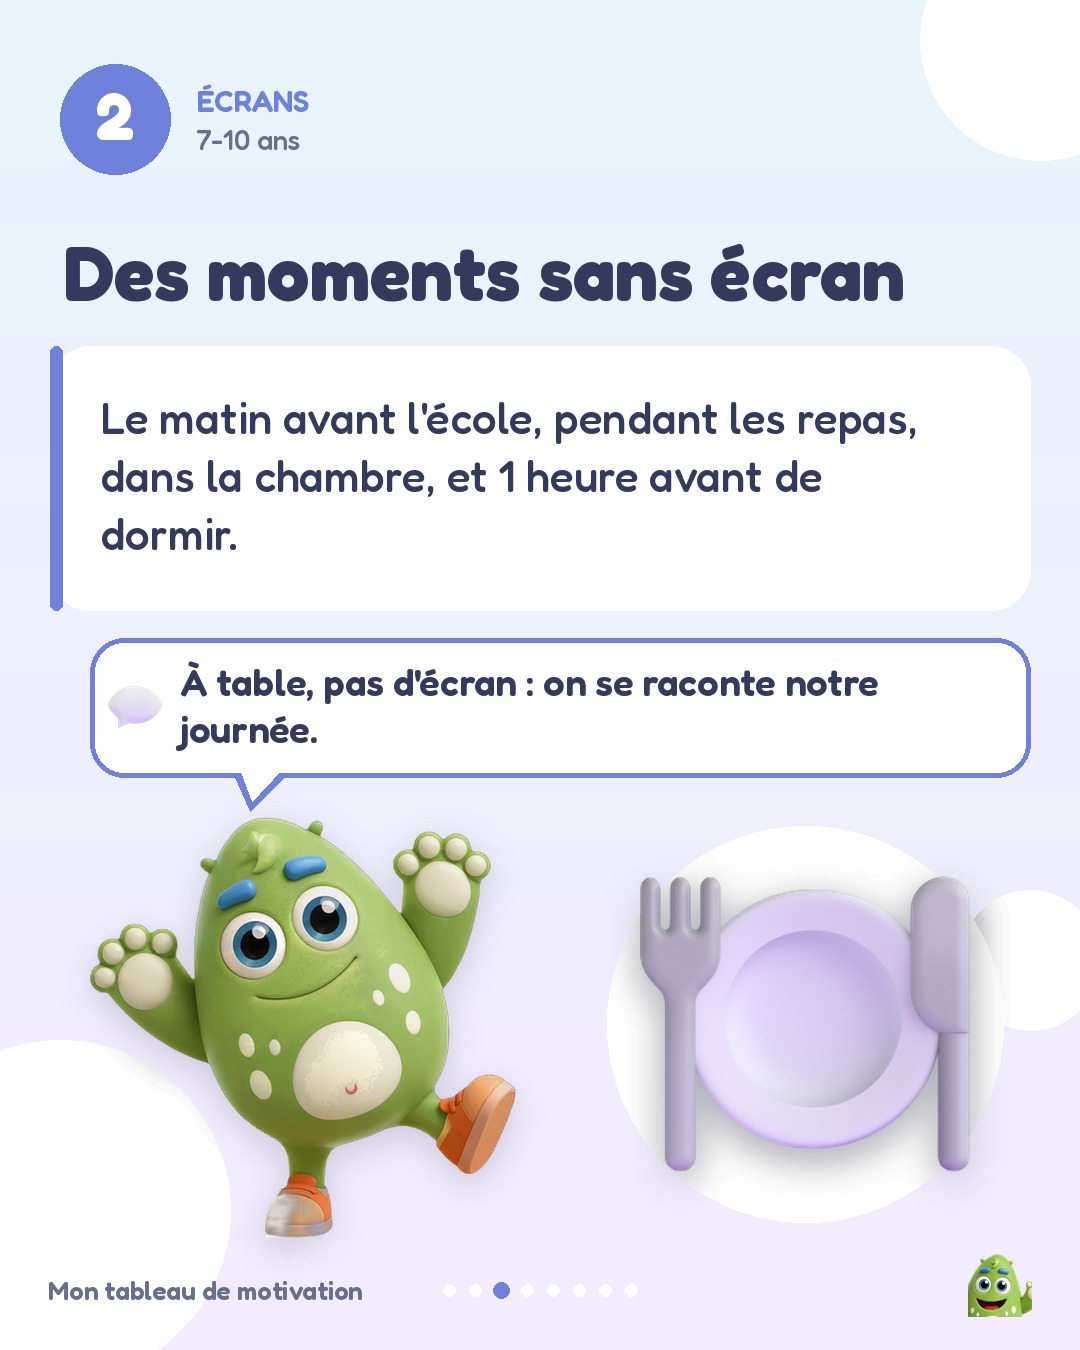 2
ÉCRANS
7-10 ans
Des moments sans écran
Le matin avant l'école, pendant les repas,
dans la chambre, et 1 heure avant de
dormir.
À table, pas d'écran : on se raconte notre
journée.
Mon tableau de motivation